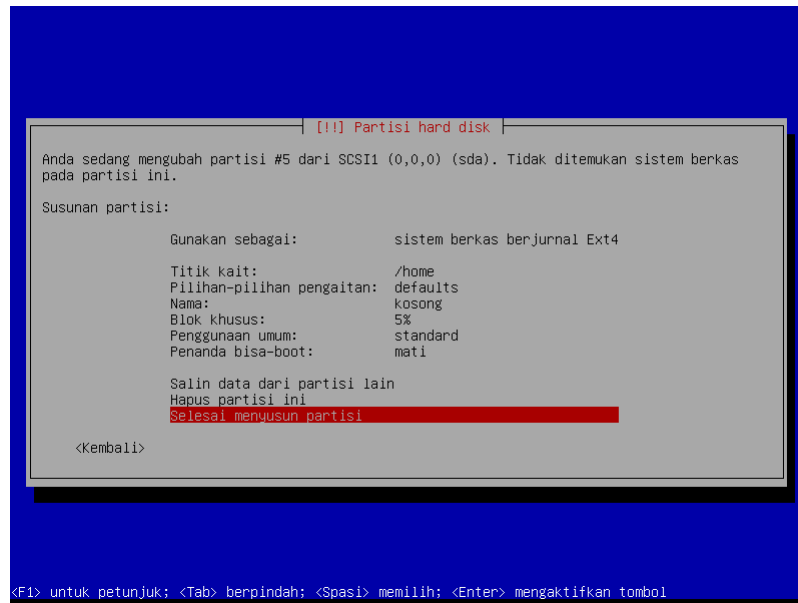 [!!] Partisi hard disk
Anda sedang mengubah partisi #5 dari SCSI1 (0,0,0) (sda). Tidak ditemukan sistem berkas
pada partisi ini.
Susunan partisi:
Gunakan sebagai: sistem berkas berjurnal Ext4
Titik kait: /home
Pilihan-pilihan pengaitan: defaults
Nama: kosong
Blok khusus: 5%
Penggunaan umum: standard
Penanda bisa-boot: mati
Salin data dari partisi lain
Hapus partisi ini
Selesai menyusun partisi
<Kembali>
<F1> untuk petunjuk; <Tab> berpindah; <Spasi> memilih; <Enter> mengaktifkan tombol